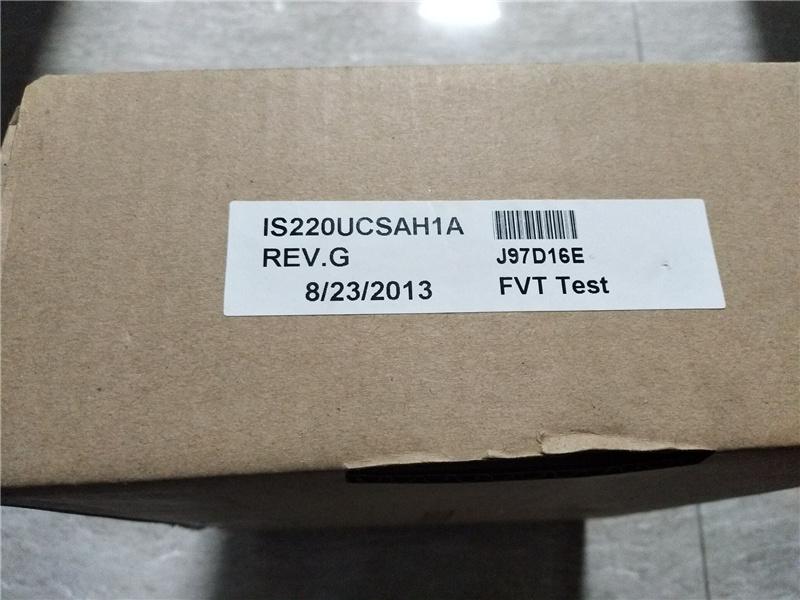 IS220UCSAH1A
REV.G
8/23/2013
J97D16E
FVT Test